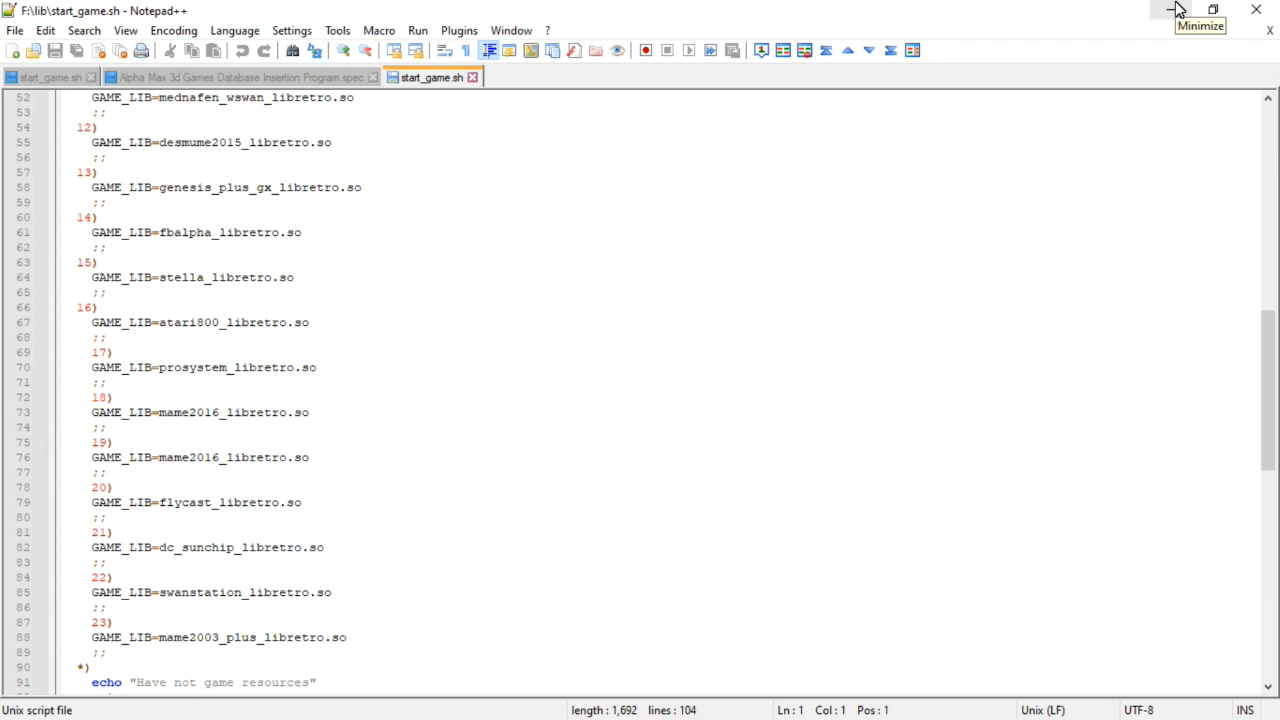 F:\lib\start_game.sh - Notepad++
File Edit Search View Encoding Language Settings Tools Macro Run Plugins Window ? X
Minimize
start_game.sh Alpha Max 3d Games Database Insertion Program.spec start_game.sh
52 GAME_LIB=mednafen_wswan_libretro.so
53 ;;
54 12)
55 GAME_LIB=desmume2015_libretro.so
56 ;;
57 13)
58 GAME_LIB=genesis_plus_gx_libretro.so
59 ;;
60 14)
61 GAME_LIB=fbalpha_libretro.so
62 ;;
63 15)
64 GAME_LIB=stella_libretro.so
65 ;;
66 16)
67 GAME_LIB=atari800_libretro.so
68 ;;
69 17)
70 GAME_LIB=prosystem_libretro.so
71 ;;
72 18)
73 GAME_LIB=mame2016_libretro.so
74 ;;
75 19)
76 GAME_LIB=mame2016_libretro.so
77 ;;
78 20)
79 GAME_LIB=flycast_libretro.so
80 ;;
81 21)
82 GAME_LIB=dc_sunchip_libretro.so
83 ;;
84 22)
85 GAME_LIB=swanstation_libretro.so
86 ;;
87 23)
88 GAME_LIB=mame2003_plus_libretro.so
89 ;;
90 *)
91 echo "Have not game resources"
Unix script file length : 1,692 lines : 104 Ln : 1 Col : 1 Pos : 1 Unix (LF) UTF-8 INS